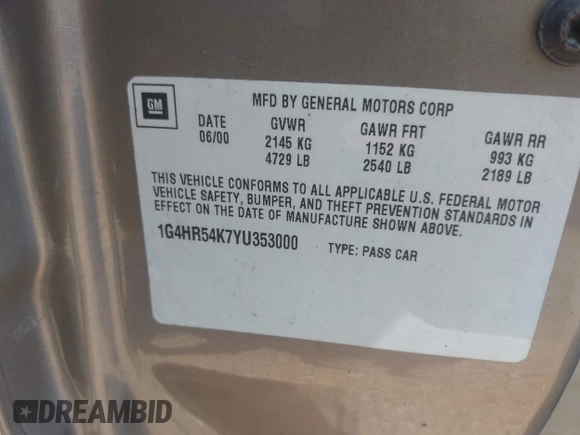 GM
MFD BY GENERAL MOTORS CORP
DATE GVWR GAWR FRT GAWR RR
06/00 2145 KG 1152 KG 993 KG
4729 LB 2540 LB 2189 LB
THIS VEHICLE CONFORMS TO ALL APPLICABLE U.S. FEDERAL MOTOR
VEHICLE SAFETY, BUMPER, AND THEFT PREVENTION STANDARDS IN
EFFECT ON THE DATE OF MANUFACTURE SHOWN ABOVE.
1G4HR54K7YU353000 TYPE: PASS CAR
DREAMBID